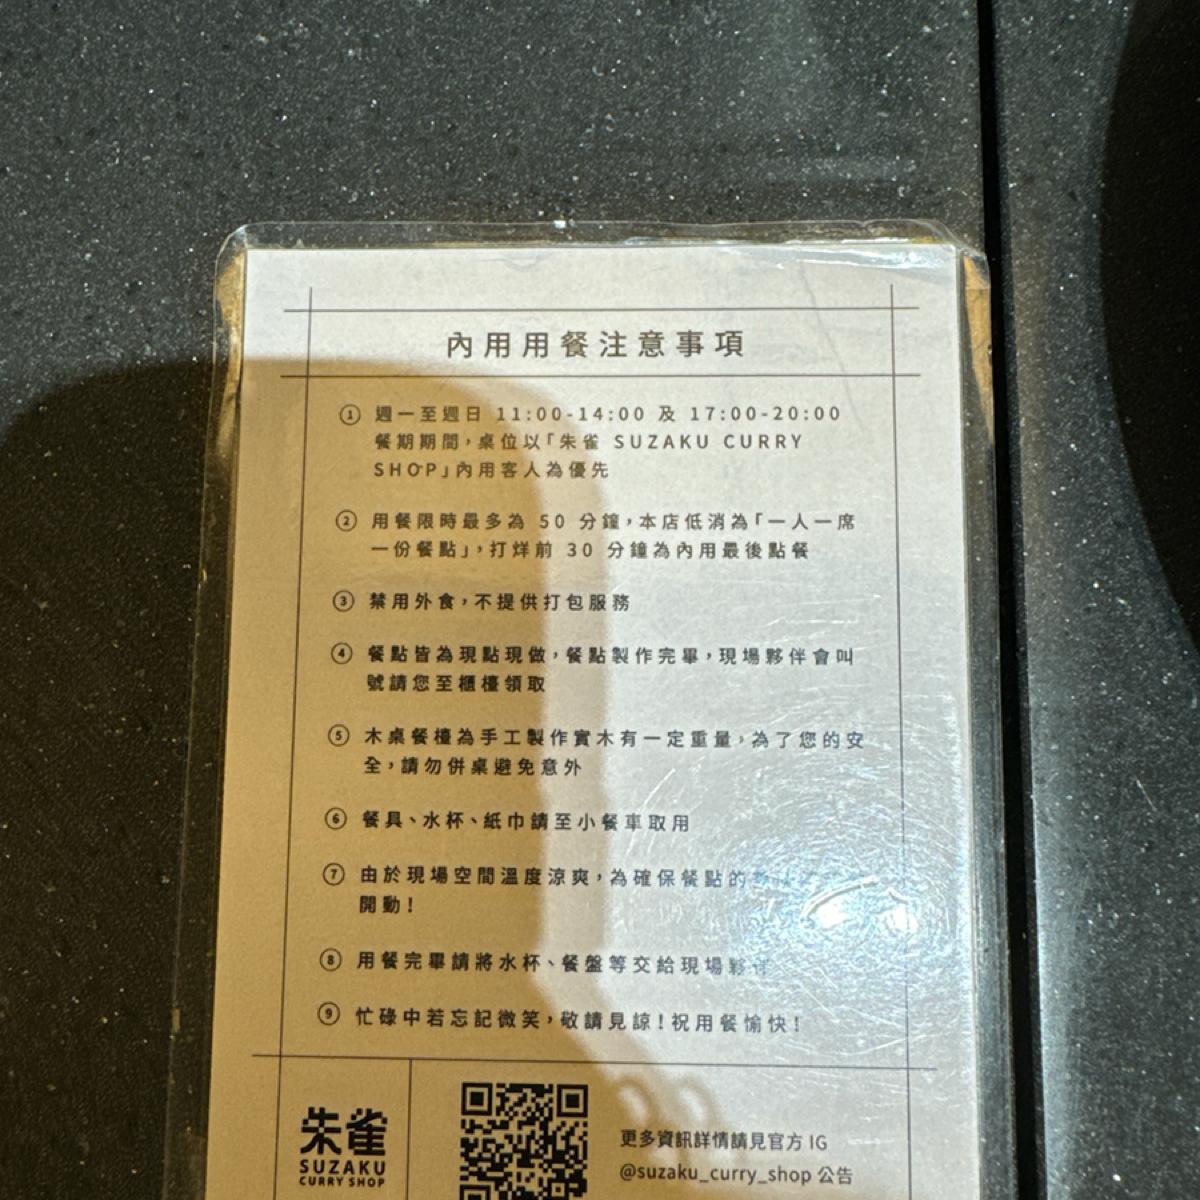 內用用餐注意事項
① 週一至週日 11:00-14:00 及 17:00-20:00
餐期期間，桌位以「朱雀 SUZAKU CURRY
SHOP」內用客人為優先
② 用餐限時最多為 50 分鐘，本店低消為「一人一席
一份餐點」，打烊前 30 分鐘為內用最後點餐
③ 禁用外食，不提供打包服務
④ 餐點皆為現點現做，餐點製作完畢，現場夥伴會叫
號請您至櫃檯領取
⑤ 木桌餐檯為手工製作實木有一定重量，為了您的安
全，請勿併桌避免意外
⑥ 餐具、水杯、紙巾請至小餐車取用
⑦ 由於現場空間溫度涼爽，為確保餐點的
開動！
⑧ 用餐完畢請將水杯、餐盤等交給現場夥伴
⑨ 忙碌中若忘記微笑，敬請見諒！祝用餐愉快！
朱雀
SUZAKU
CURRY SHOP
更多資訊詳情請見官方 IG
@suzaku_curry_shop 公告